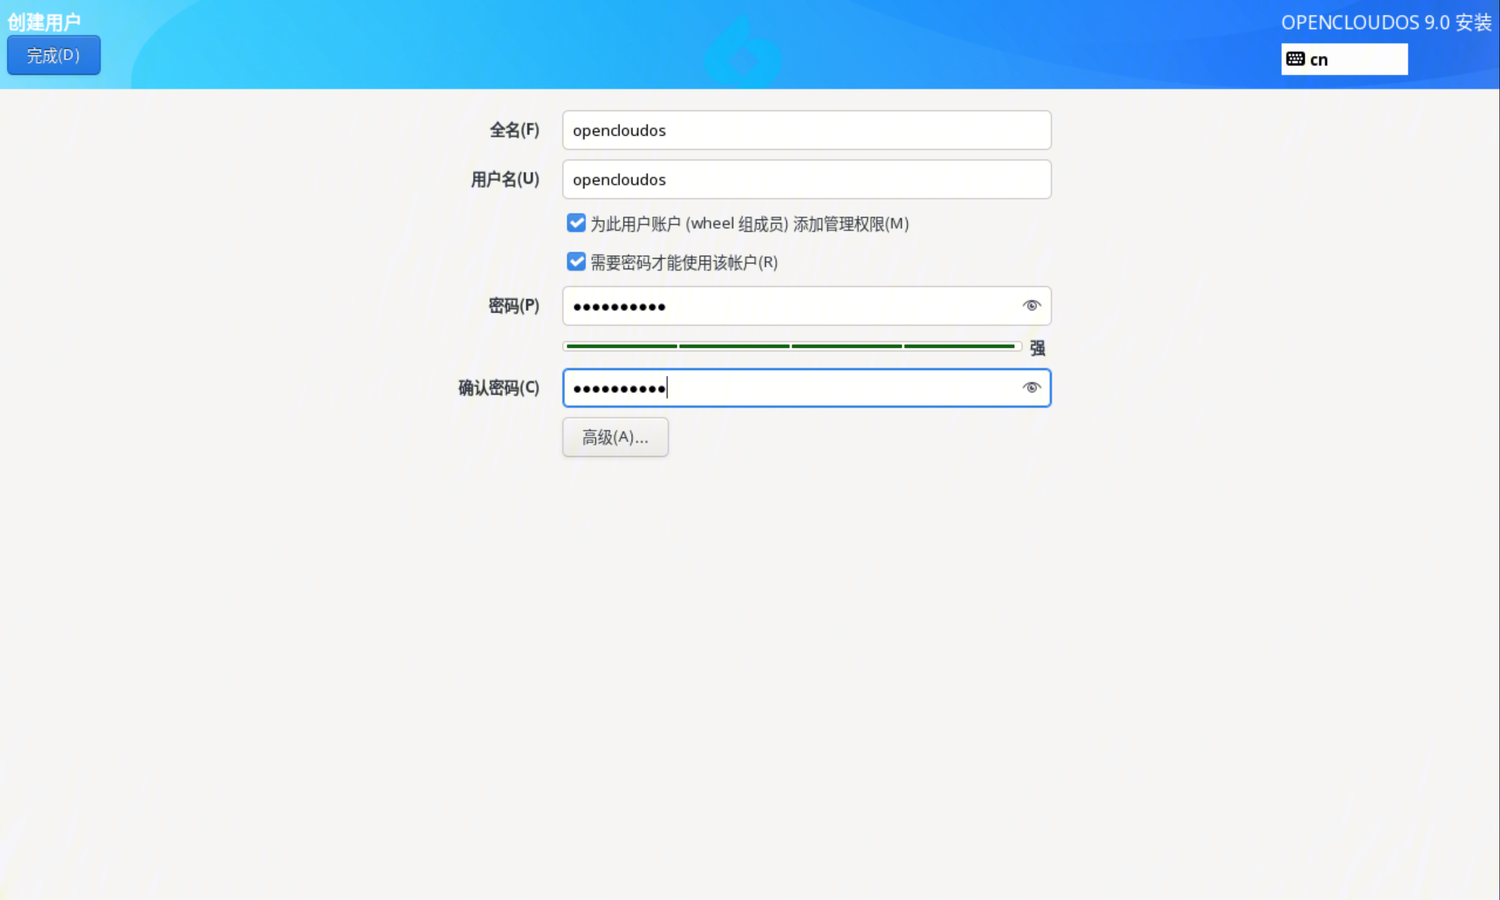 创建用户
OPENCLOUDOS 9.0 安装
完成(D)
cn
全名(F)
opencloudos
用户名(U)
opencloudos
为此用户账户 (wheel 组成员) 添加管理权限(M)
需要密码才能使用该帐户(R)
密码(P)
●●●●●●●●●●
强
确认密码(C)
●●●●●●●●●●
高级(A)...